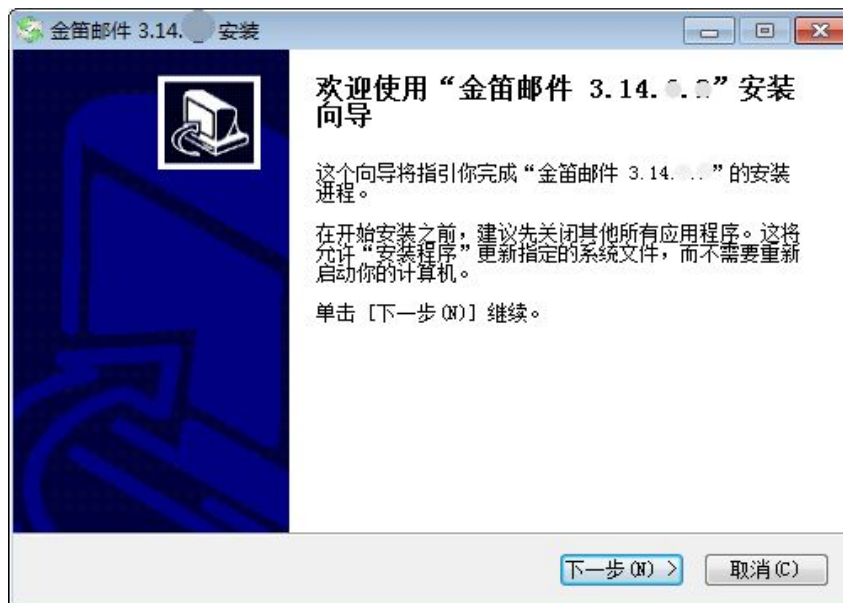 金笛邮件 3.14. 安装
欢迎使用“金笛邮件 3.14. ”安装
向导
这个向导将指引你完成“金笛邮件 3.14. ”的安装
进程。
在开始安装之前,建议先关闭其他所有应用程序。这将
允许“安装程序”更新指定的系统文件,而不需要重新
启动你的计算机。
单击 [下一步(N)] 继续。
下一步(N) >
取消(C)